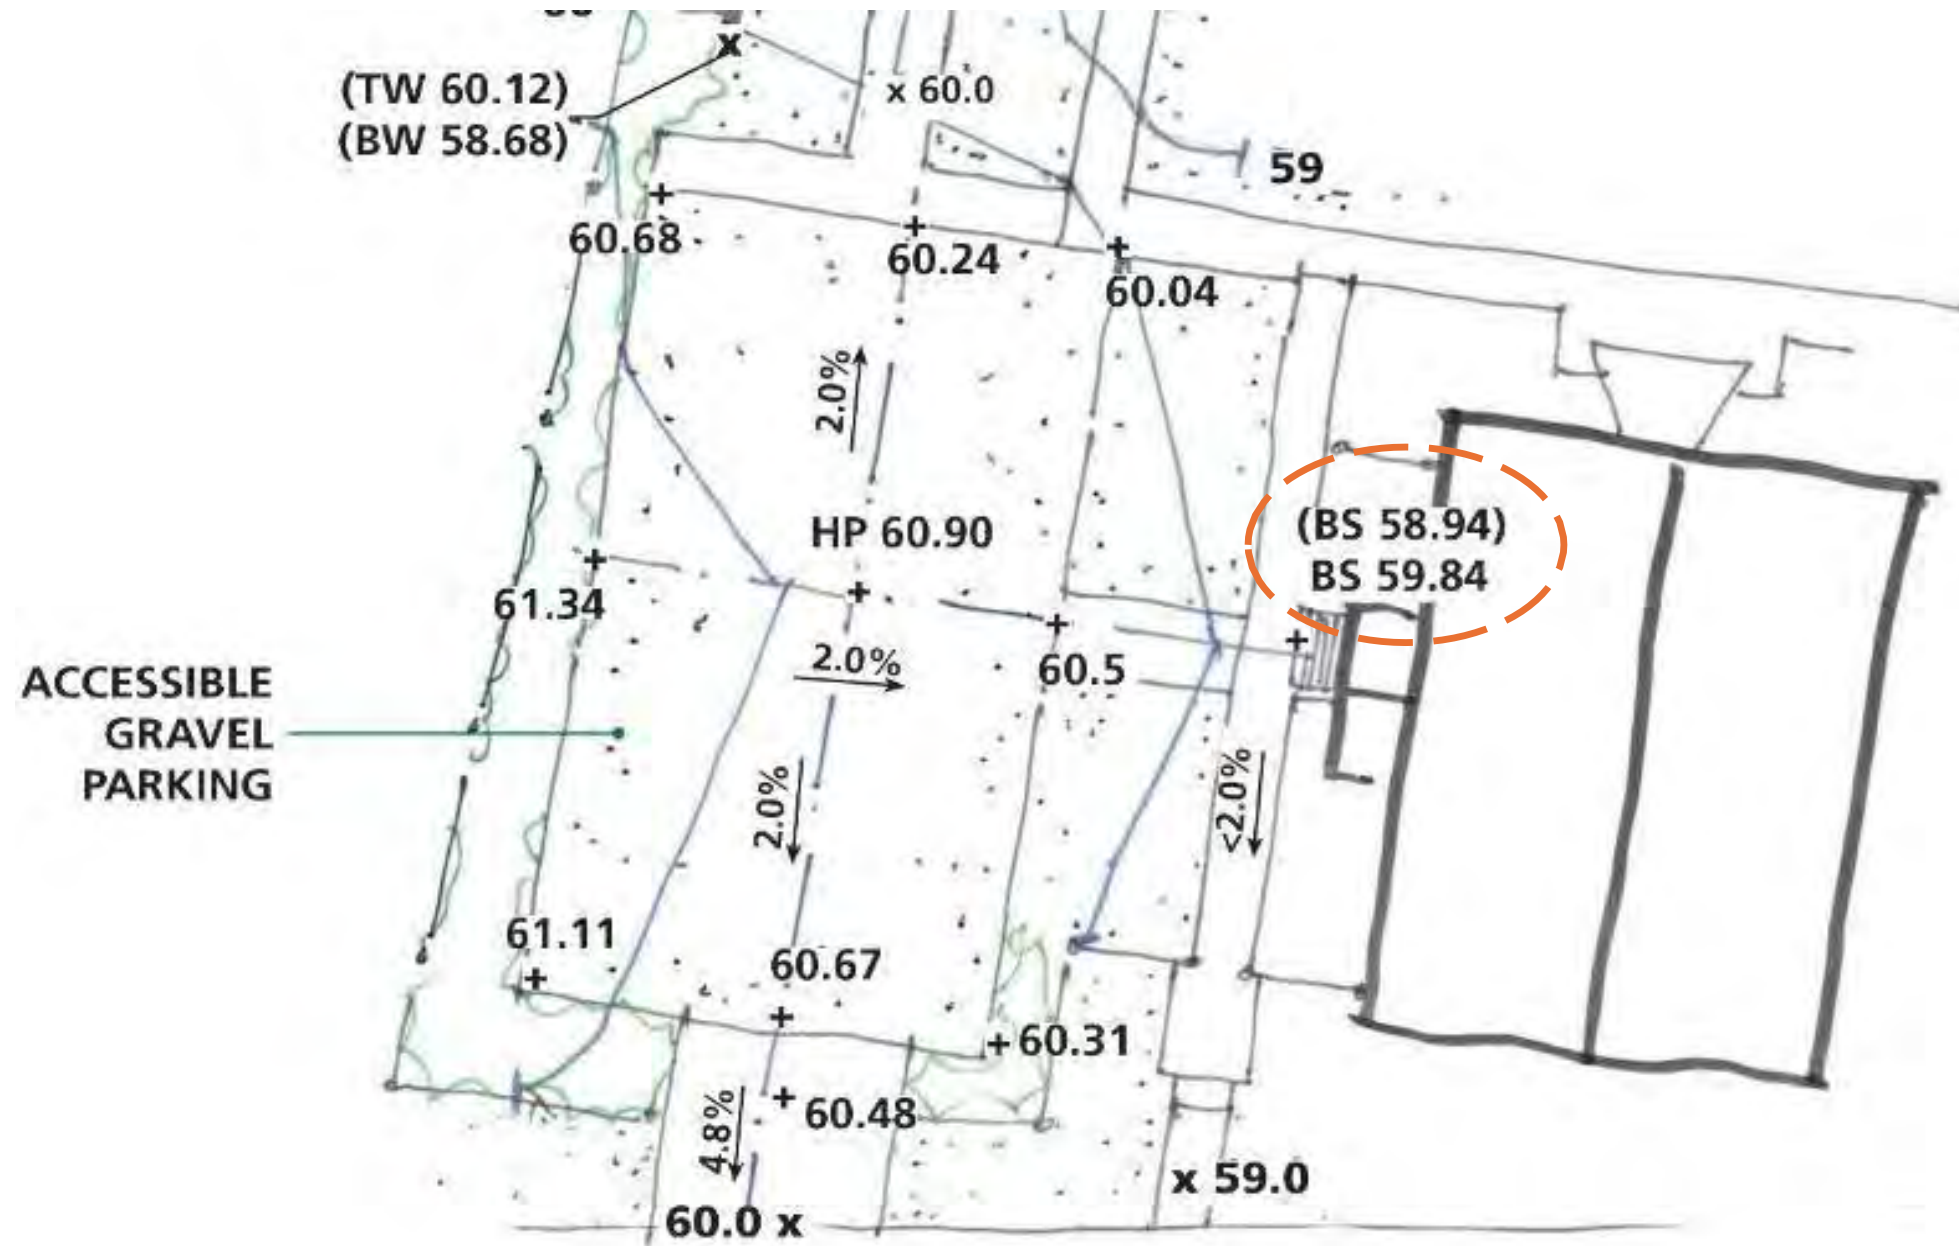 (TW 60.12)
(BW 58.68)
x
x 60.0
59
60.68
60.24
60.04
2.0%
HP 60.90
(BS 58.94)
BS 59.84
61.34
2.0%
60.5
ACCESSIBLE
GRAVEL
PARKING
2.0%
<2.0%
61.11
60.67
60.31
60.48
4.8%
x 59.0
60.0 x